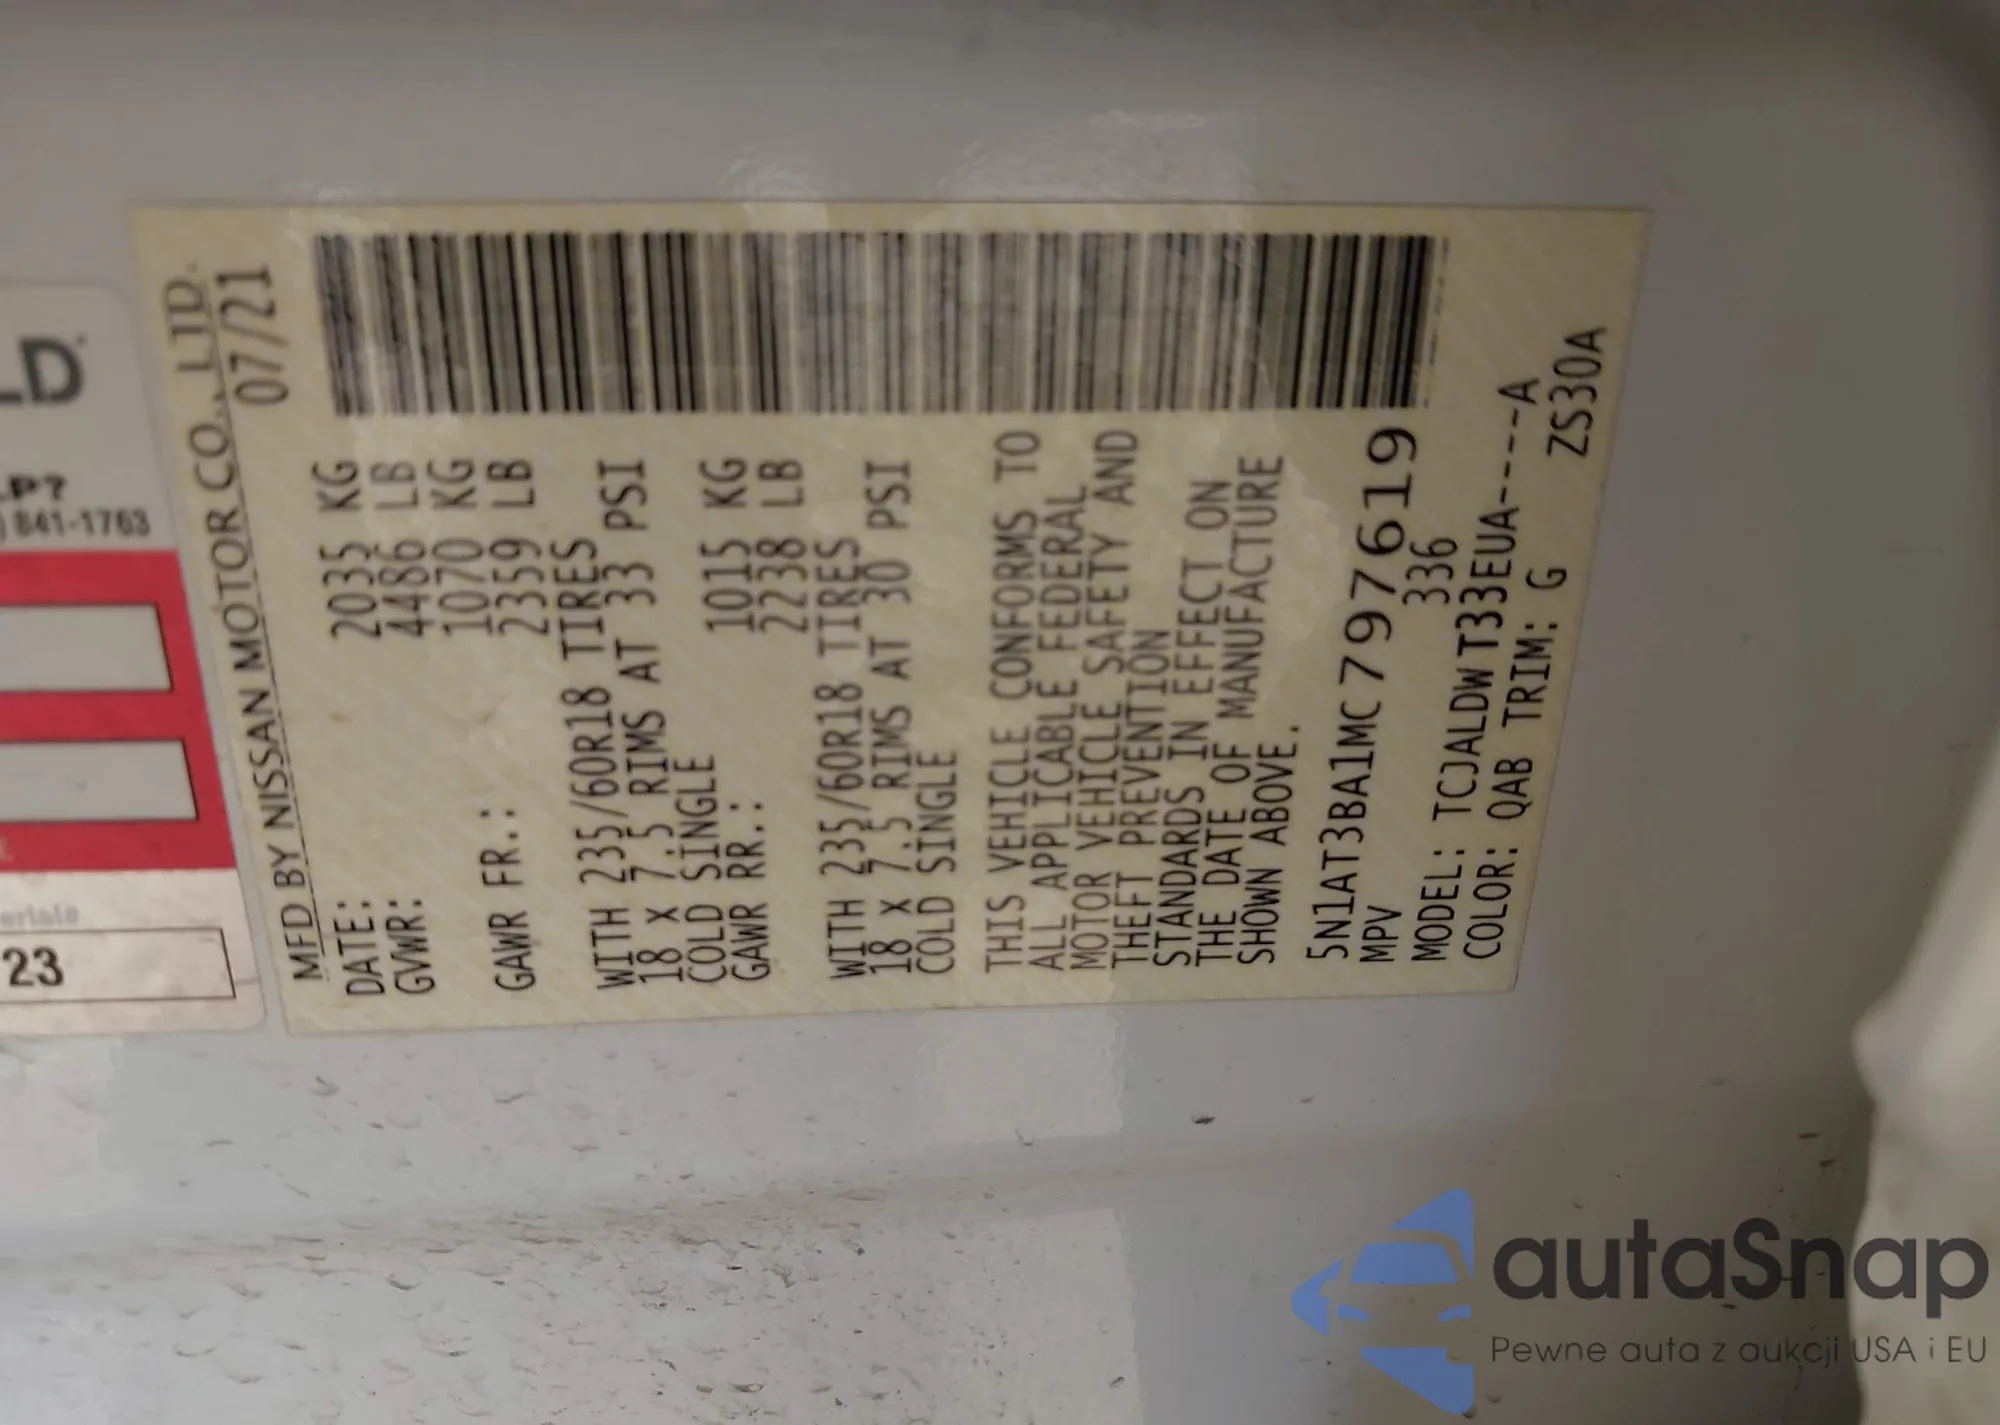 LD
-P?
) 841-1763
erials
23
MFD BY NISSAN MOTOR CO., LTD.
DATE: 07/21
GVWR: 2035 KG
4486 LB
GAWR FR.: 1070 KG
2359 LB
WITH 235/60R18 TIRES
18 X 7.5 RIMS AT 33 PSI
COLD SINGLE
GAWR RR.: 1015 KG
2238 LB
WITH 235/60R18 TIRES
18 X 7.5 RIMS AT 30 PSI
COLD SINGLE
THIS VEHICLE CONFORMS TO
ALL APPLICABLE FEDERAL
MOTOR VEHICLE SAFETY AND
THEFT PREVENTION
STANDARDS IN EFFECT ON
THE DATE OF MANUFACTURE
SHOWN ABOVE.
5N1AT3BA1MC797619
MPV 336
MODEL: TCJALDWT33EUA----A
COLOR: QAB TRIM: G ZS30A
autaSnap
Pewne auta z aukcji USA i EU